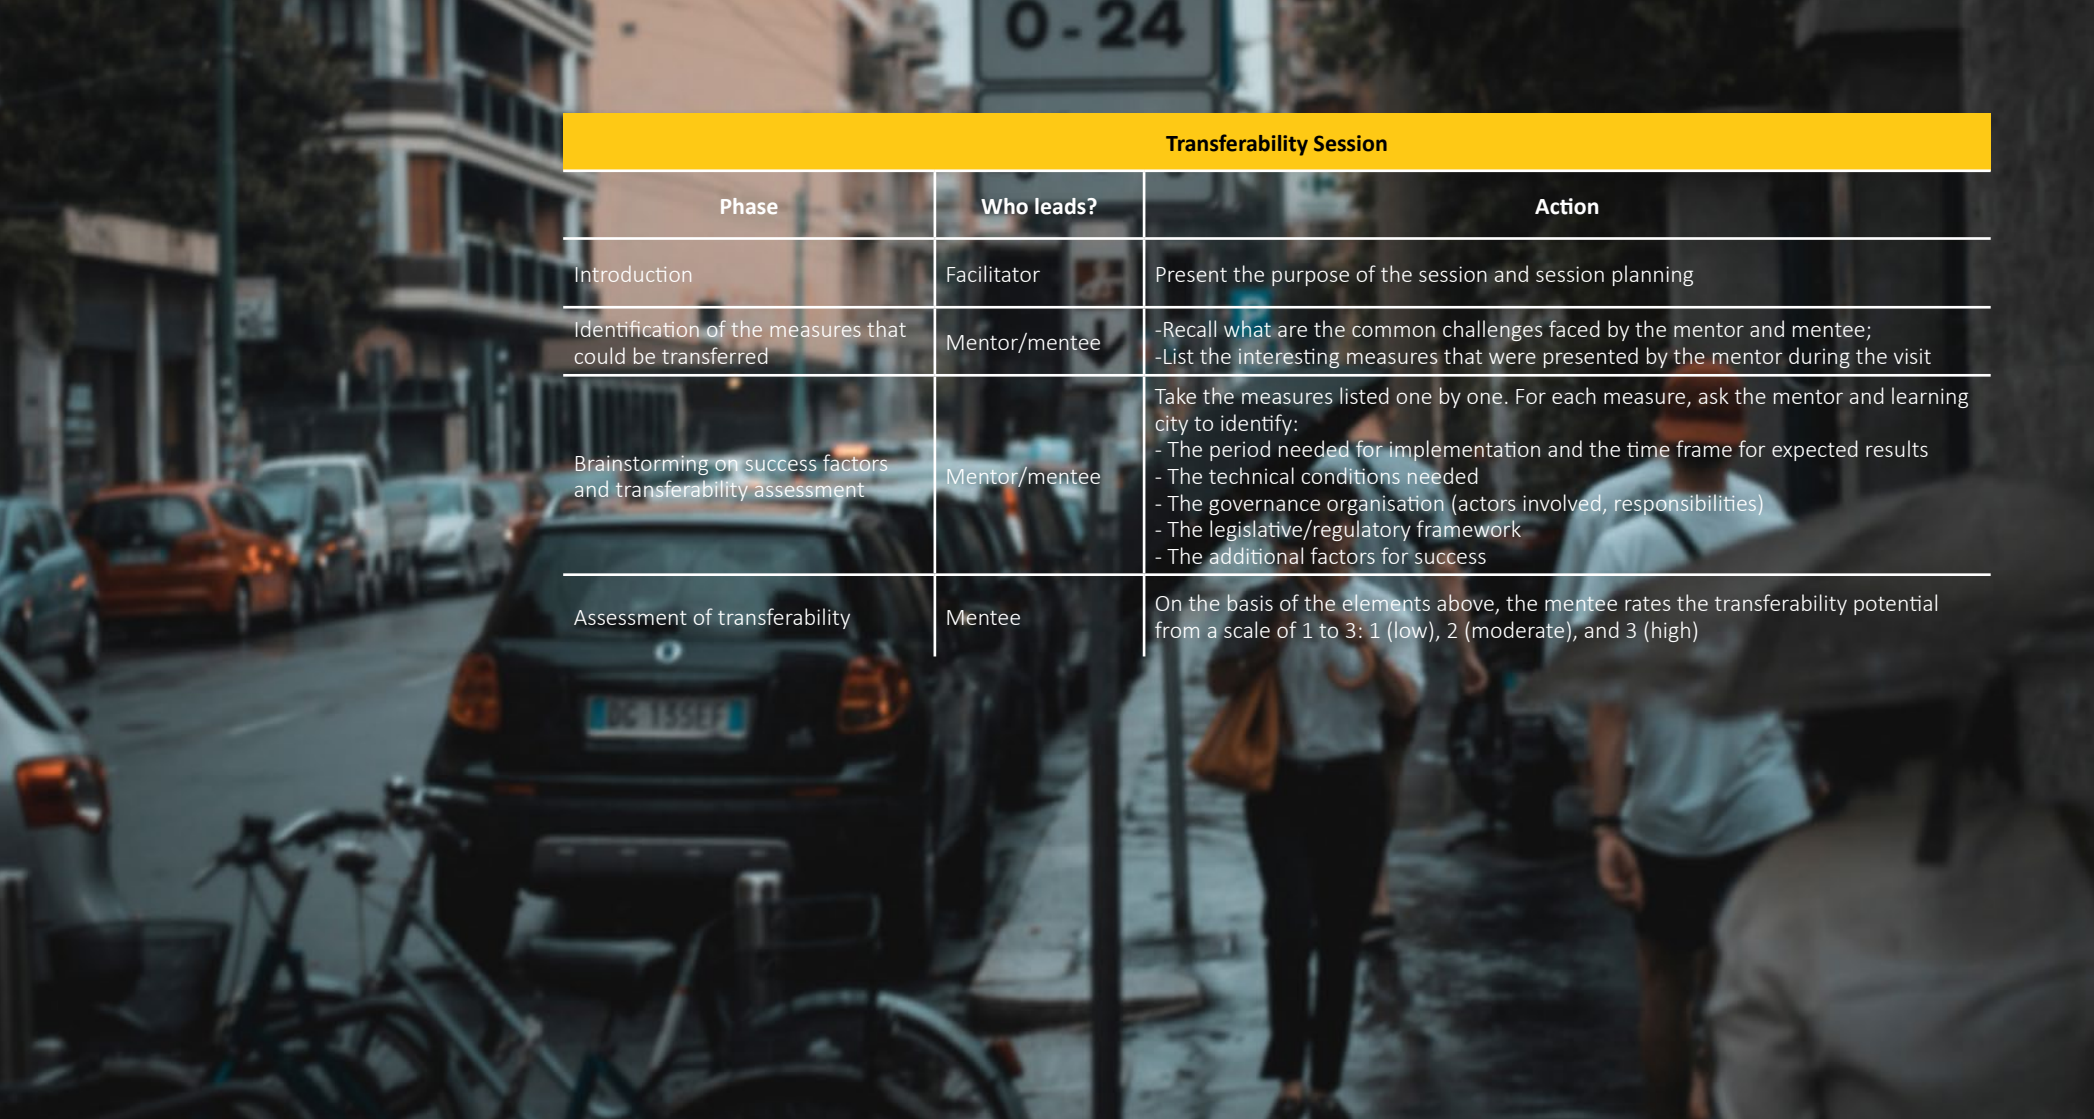 0 - 24
Transferability Session
Phase
Who leads?
Action
Introduction
Facilitator
Present the purpose of the session and session planning
Identification of the measures that
could be transferred
Mentor/mentee
-Recall what are the common challenges faced by the mentor and mentee;
-List the interesting measures that were presented by the mentor during the visit
Brainstorming on success factors
and transferability assessment
Mentor/mentee
Take the measures listed one by one. For each measure, ask the mentor and learning
city to identify:
- The period needed for implementation and the time frame for expected results
- The technical conditions needed
- The governance organisation (actors involved, responsibilities)
- The legislative/regulatory framework
- The additional factors for success
Assessment of transferability
Mentee
On the basis of the elements above, the mentee rates the transferability potential
from a scale of 1 to 3: 1 (low), 2 (moderate), and 3 (high)